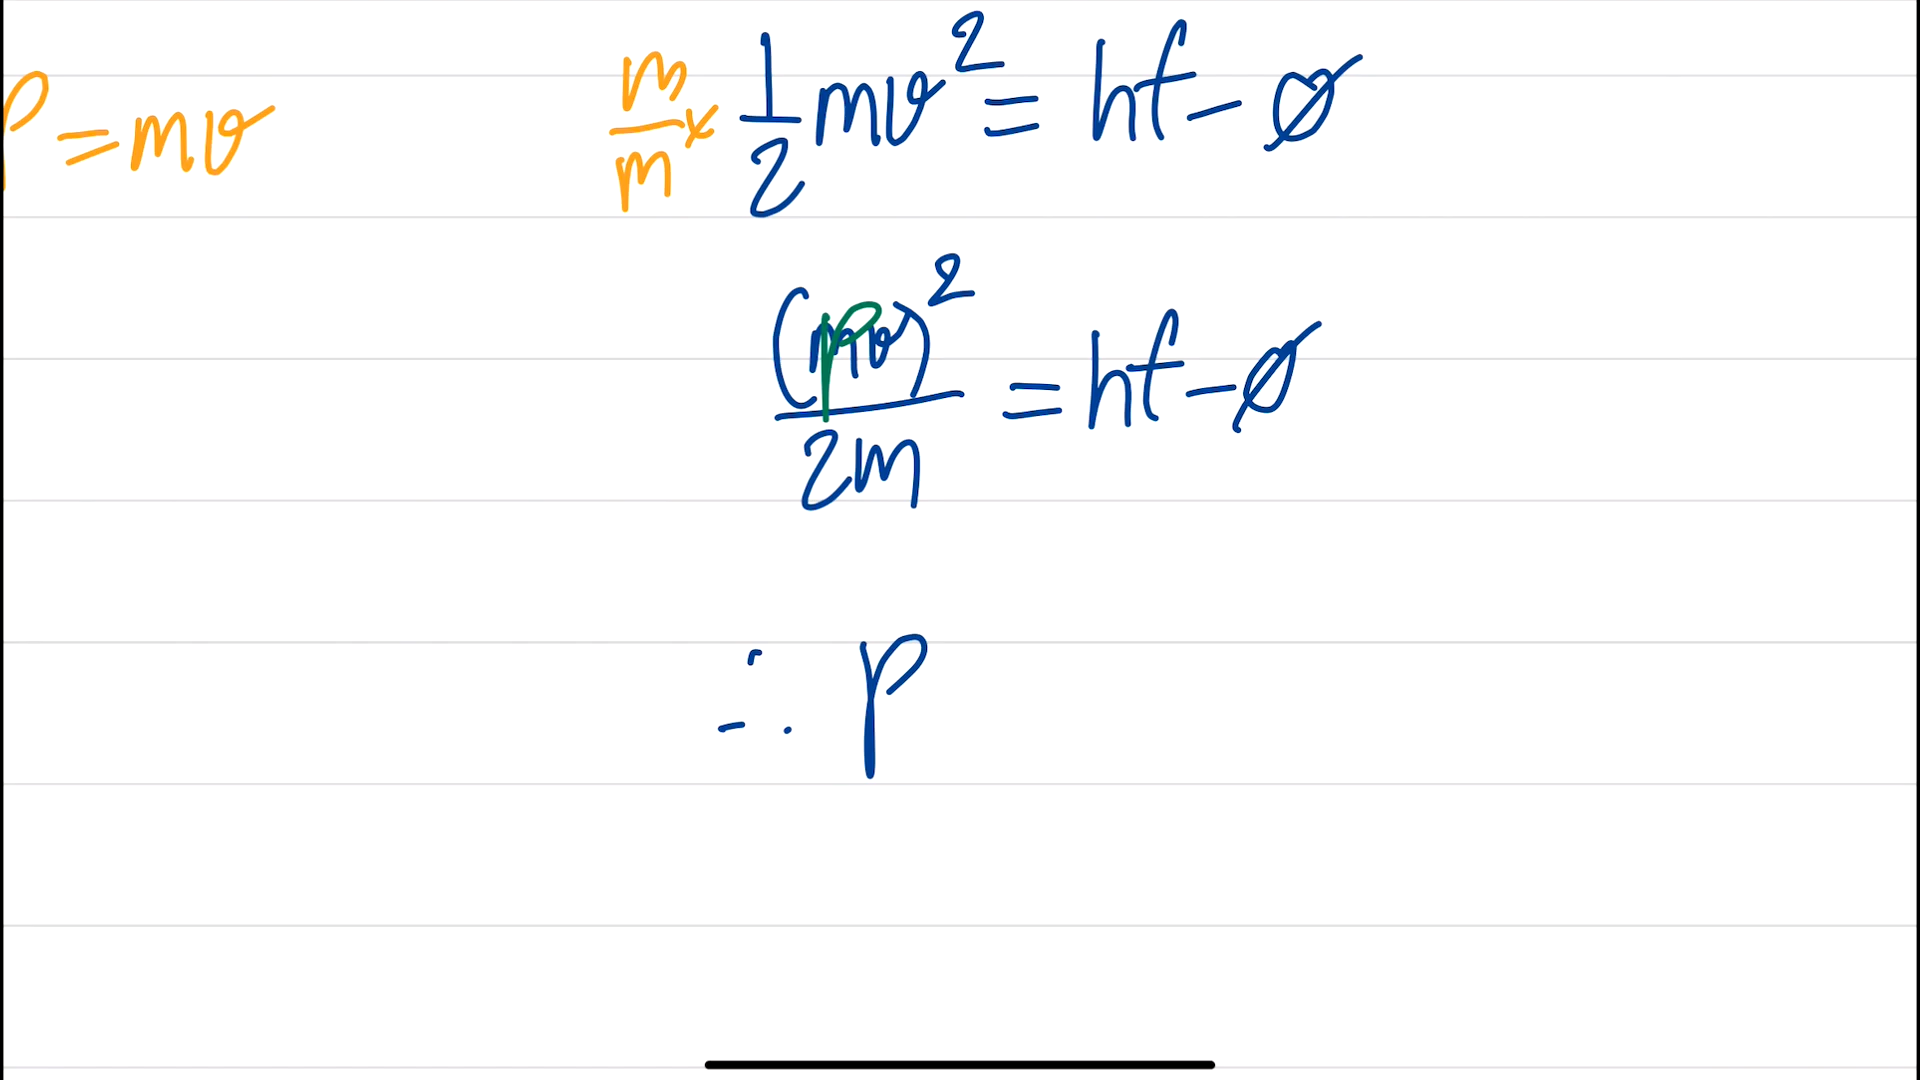 p = mv
m/m × 1/2 mv² = hf - ø
(mv)²/2m = hf - ø
p
∴ p